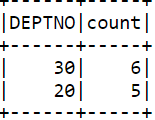 +------+-----+
|DEPTNO|count|
+------+-----+
|    30|    6|
|    20|    5|
+------+-----+